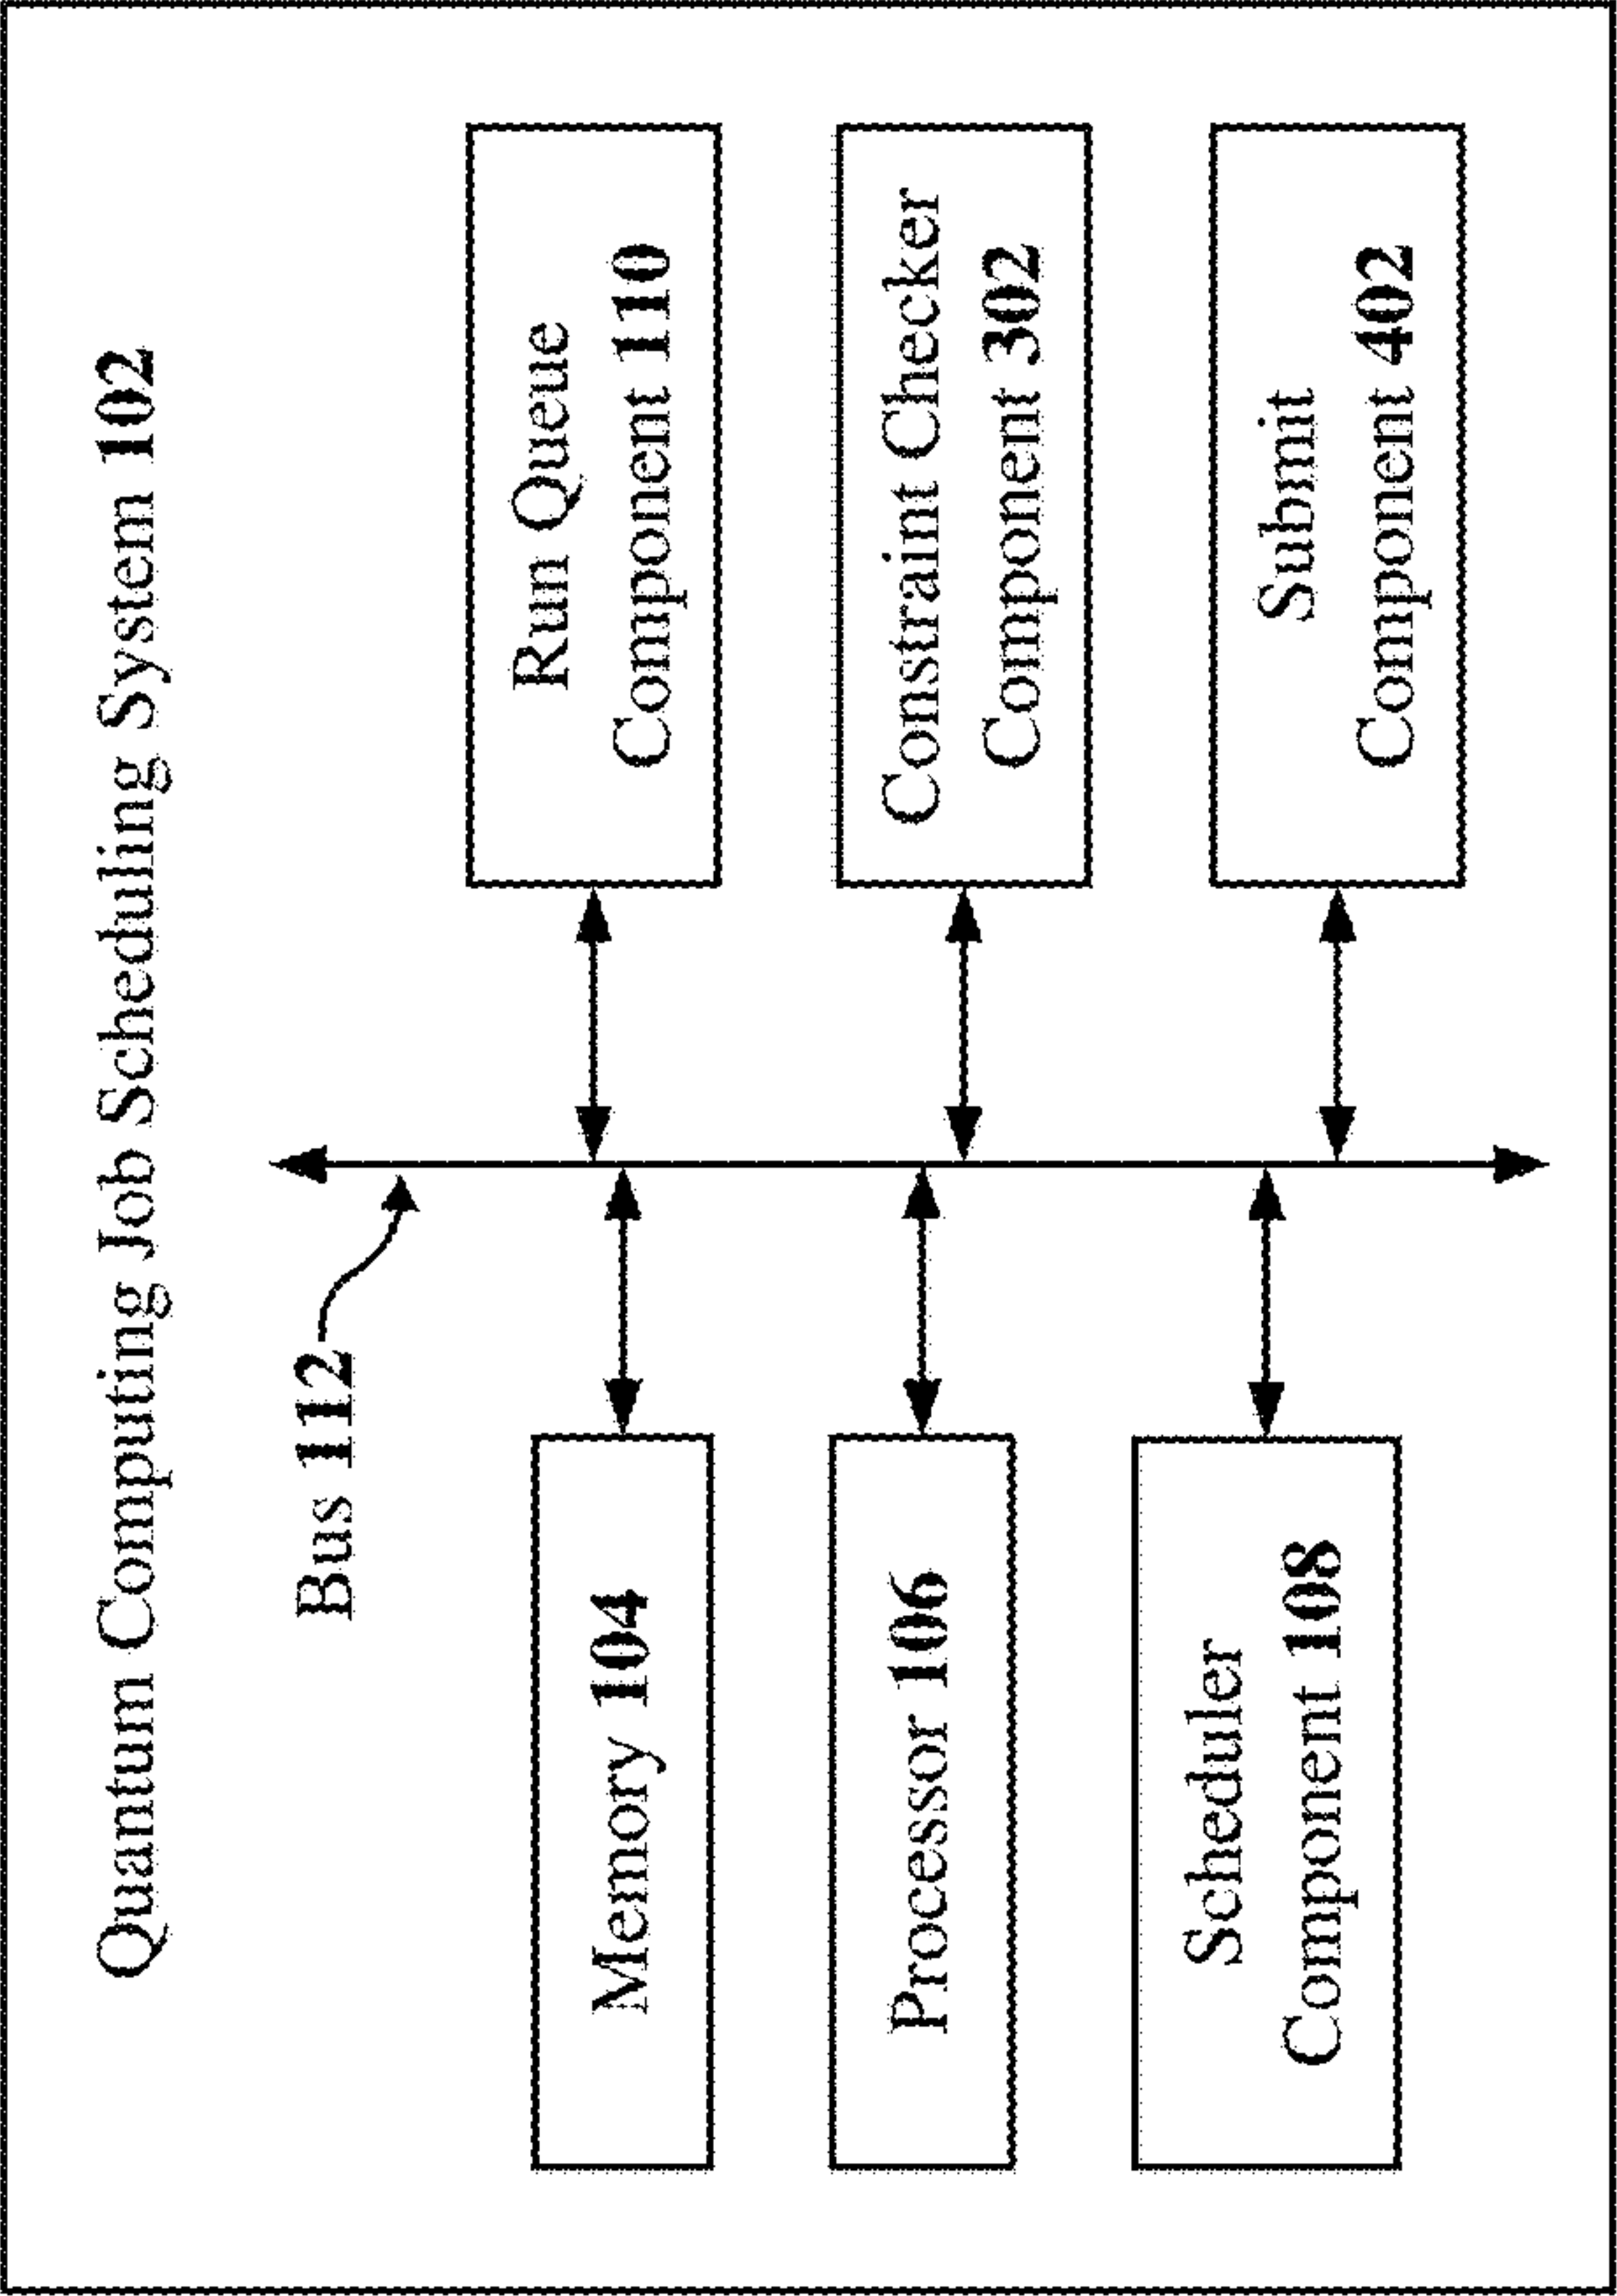 Quantum Computing Job Scheduling System 102
Bus 112
Memory 104
Processor 106
Scheduler
Component 108
Run Queue
Component 110
Constraint Checker
Component 302
Submit
Component 402